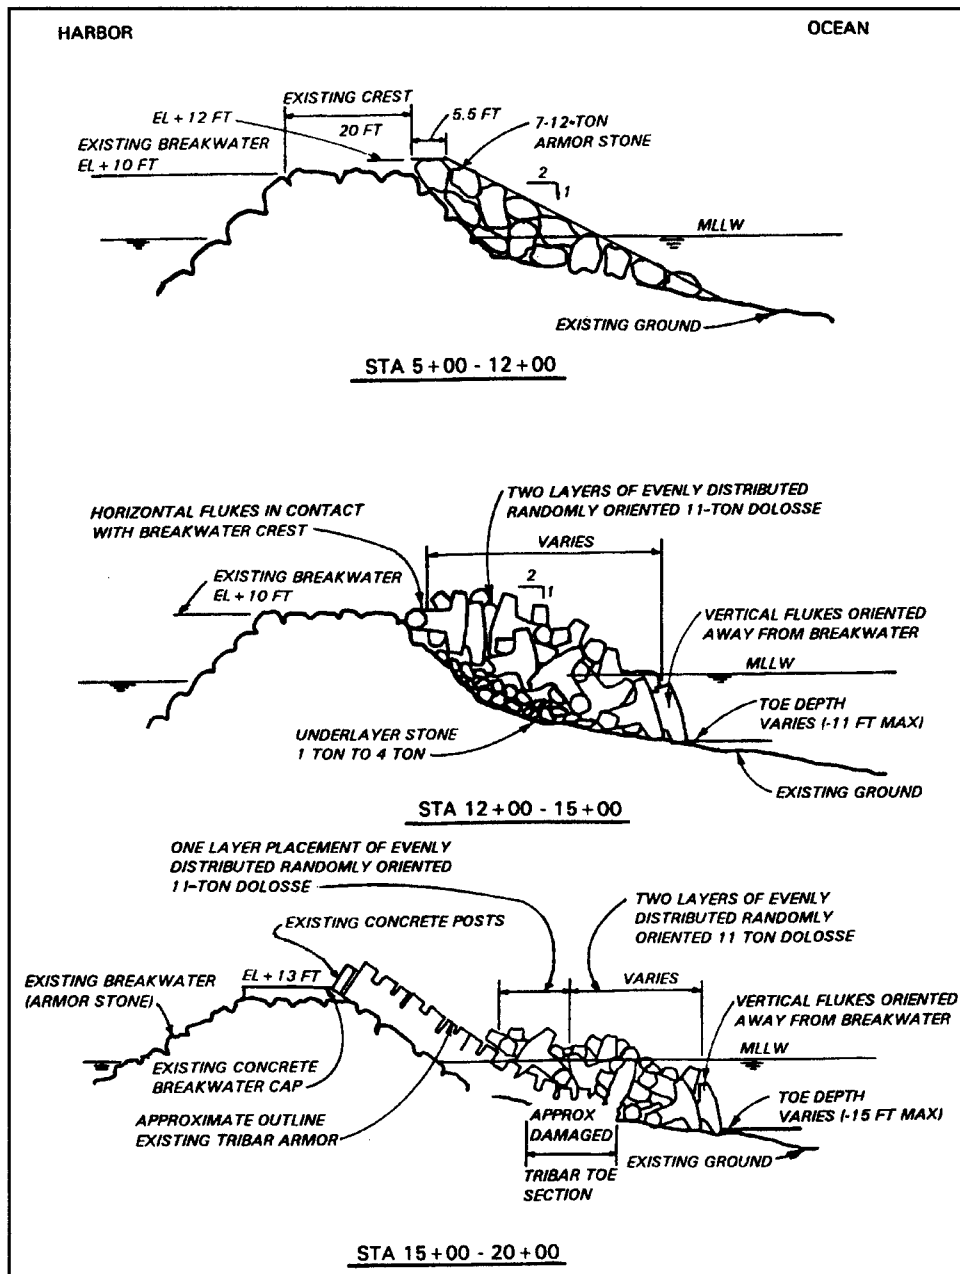 HARBOR
OCEAN
EXISTING CREST
EL + 12 FT
20 FT
5.5 FT
7-12-TON
ARMOR STONE
EXISTING BREAKWATER
EL + 10 FT
2
1
MLLW
EXISTING GROUND
STA 5 + 00 - 12 + 00
HORIZONTAL FLUKES IN CONTACT
WITH BREAKWATER CREST
TWO LAYERS OF EVENLY DISTRIBUTED
RANDOMLY ORIENTED 11-TON DOLOSSE
VARIES
EXISTING BREAKWATER
EL + 10 FT
2
1
VERTICAL FLUKES ORIENTED
AWAY FROM BREAKWATER
MLLW
TOE DEPTH
VARIES (-11 FT MAX)
UNDERLAYER STONE
1 TON TO 4 TON
EXISTING GROUND
STA 12 + 00 - 15 + 00
ONE LAYER PLACEMENT OF EVENLY
DISTRIBUTED RANDOMLY ORIENTED
11-TON DOLOSSE
TWO LAYERS OF EVENLY
DISTRIBUTED RANDOMLY
ORIENTED 11 TON DOLOSSE
EXISTING CONCRETE POSTS
EXISTING BREAKWATER
(ARMOR STONE)
EL + 13 FT
VARIES
VERTICAL FLUKES ORIENTED
AWAY FROM BREAKWATER
MLLW
EXISTING CONCRETE
BREAKWATER CAP
TOE DEPTH
VARIES (-15 FT MAX)
APPROXIMATE OUTLINE
EXISTING TRIBAR ARMOR
APPROX
DAMAGED
TRIBAR TOE
SECTION
EXISTING GROUND
STA 15 + 00 - 20 + 00